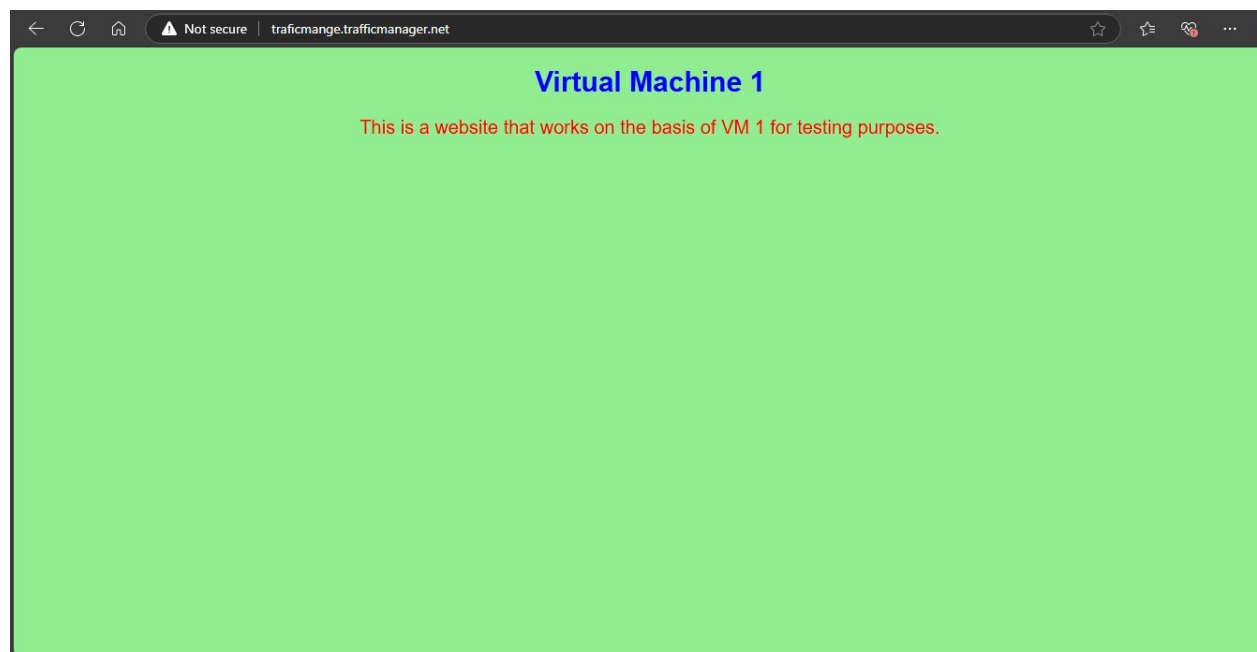 Not secure | traficmange.trafficmanager.net
Virtual Machine 1
This is a website that works on the basis of VM 1 for testing purposes.